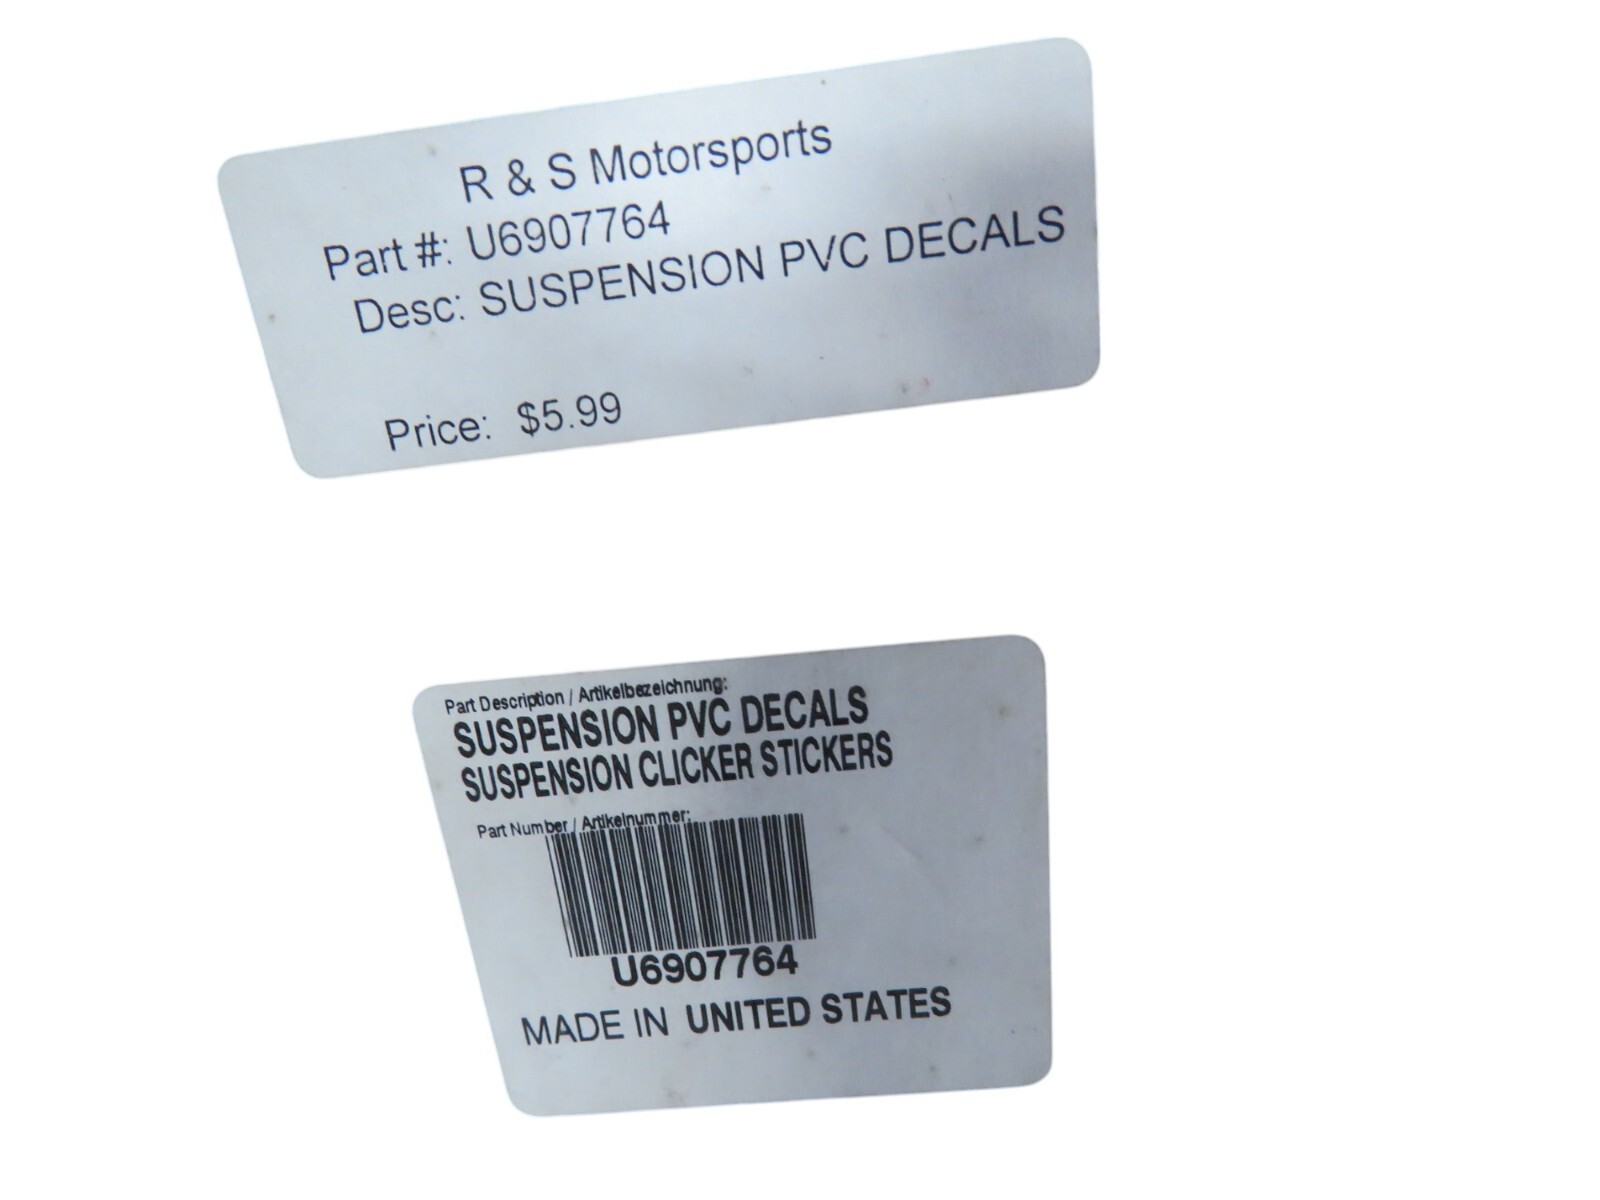 R & S Motorsports
Part #: U6907764
Desc: SUSPENSION PVC DECALS
Price: $5.99
Part Description / Artikelbezeichnung:
SUSPENSION PVC DECALS
SUSPENSION CLICKER STICKERS
Part Number / Artikelnummer:
U6907764
MADE IN UNITED STATES